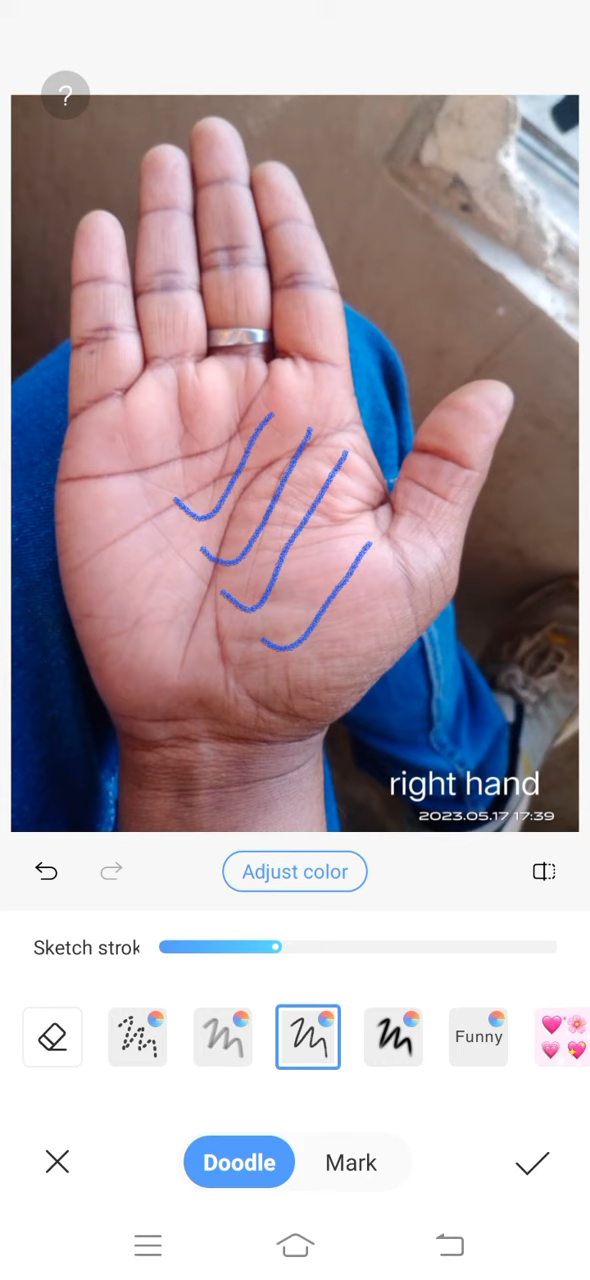 ?
right hand
2023.05.17 17:39
Adjust color
Sketch strok
Funny
Doodle
Mark